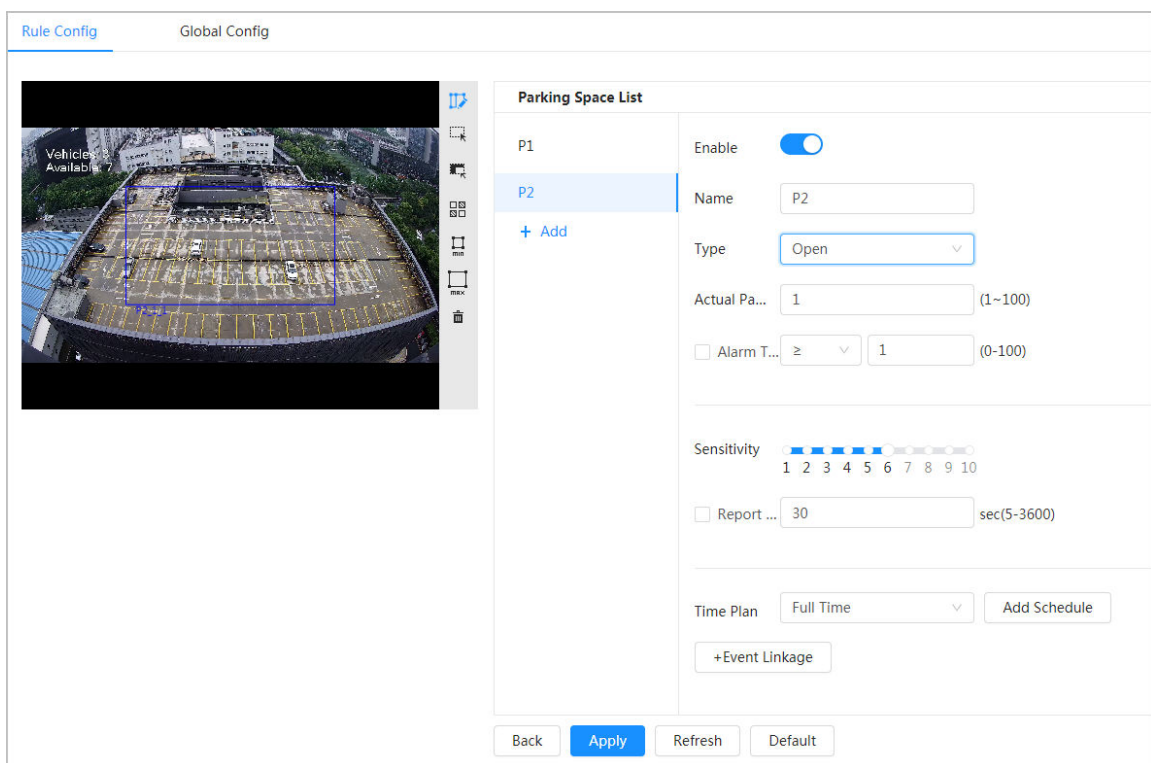 Rule Config Global Config
Vehicles: 8
Available: 7
min
max
Parking Space List
P1
P2
+ Add
Enable
Name P2
Type Open
Actual Pa... 1 (1~100)
Alarm T... ≥ 1 (0-100)
Sensitivity
1 2 3 4 5 6 7 8 9 10
Report ... 30 sec(5-3600)
Time Plan Full Time Add Schedule
+Event Linkage
Back Apply Refresh Default